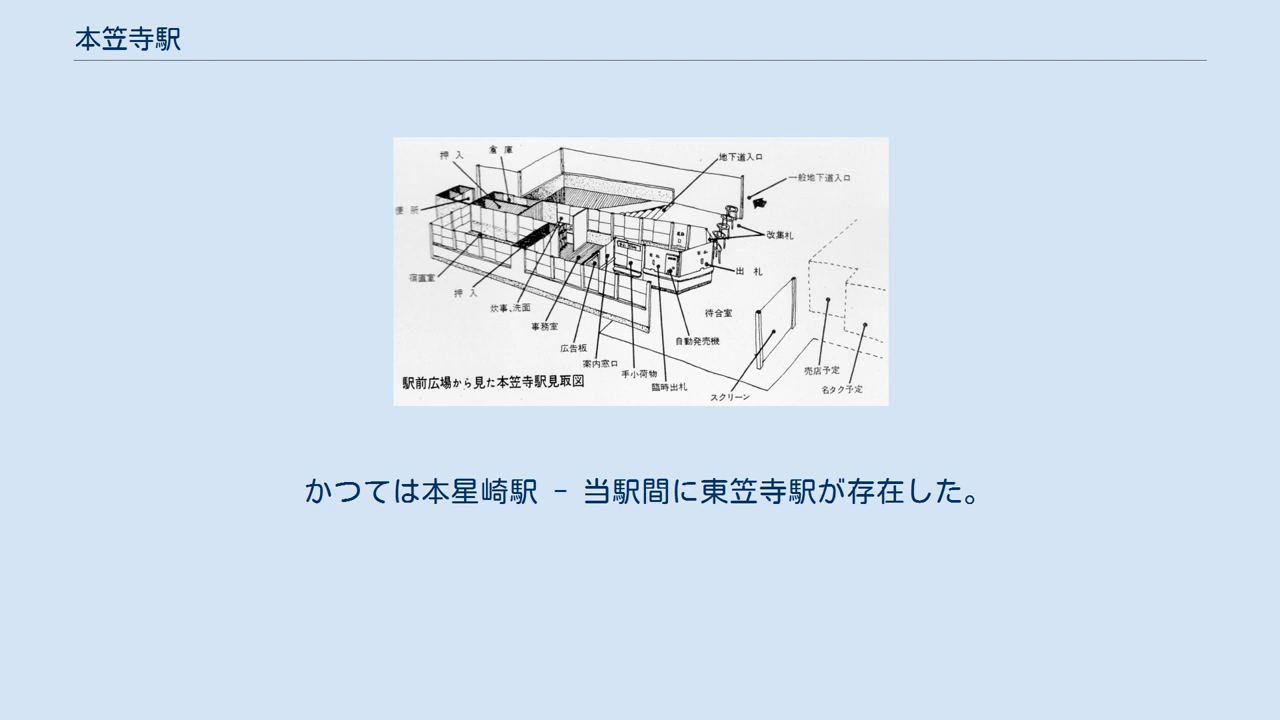 本笠寺駅
押入
倉庫
地下道入口
一般地下道入口
便所
改集札
出札
宿直室
押入
炊事、洗面
待合室
事務室
自動発売機
広告板
案内窓口
手小荷物
臨時出札
スクリーン
売店予定
名タク予定
駅前広場から見た本笠寺駅見取図
かつては本星崎駅 - 当駅間に東笠寺駅が存在した。